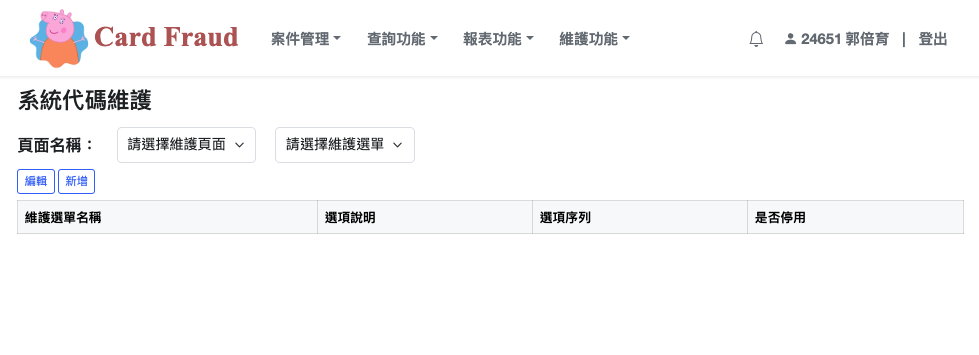 Card Fraud 案件管理 查詢功能 報表功能 維護功能 24651 郭倍育 | 登出
系統代碼維護
頁面名稱： 請選擇維護頁面 請選擇維護選單
編輯 新增
維護選單名稱 選項說明 選項序列 是否停用